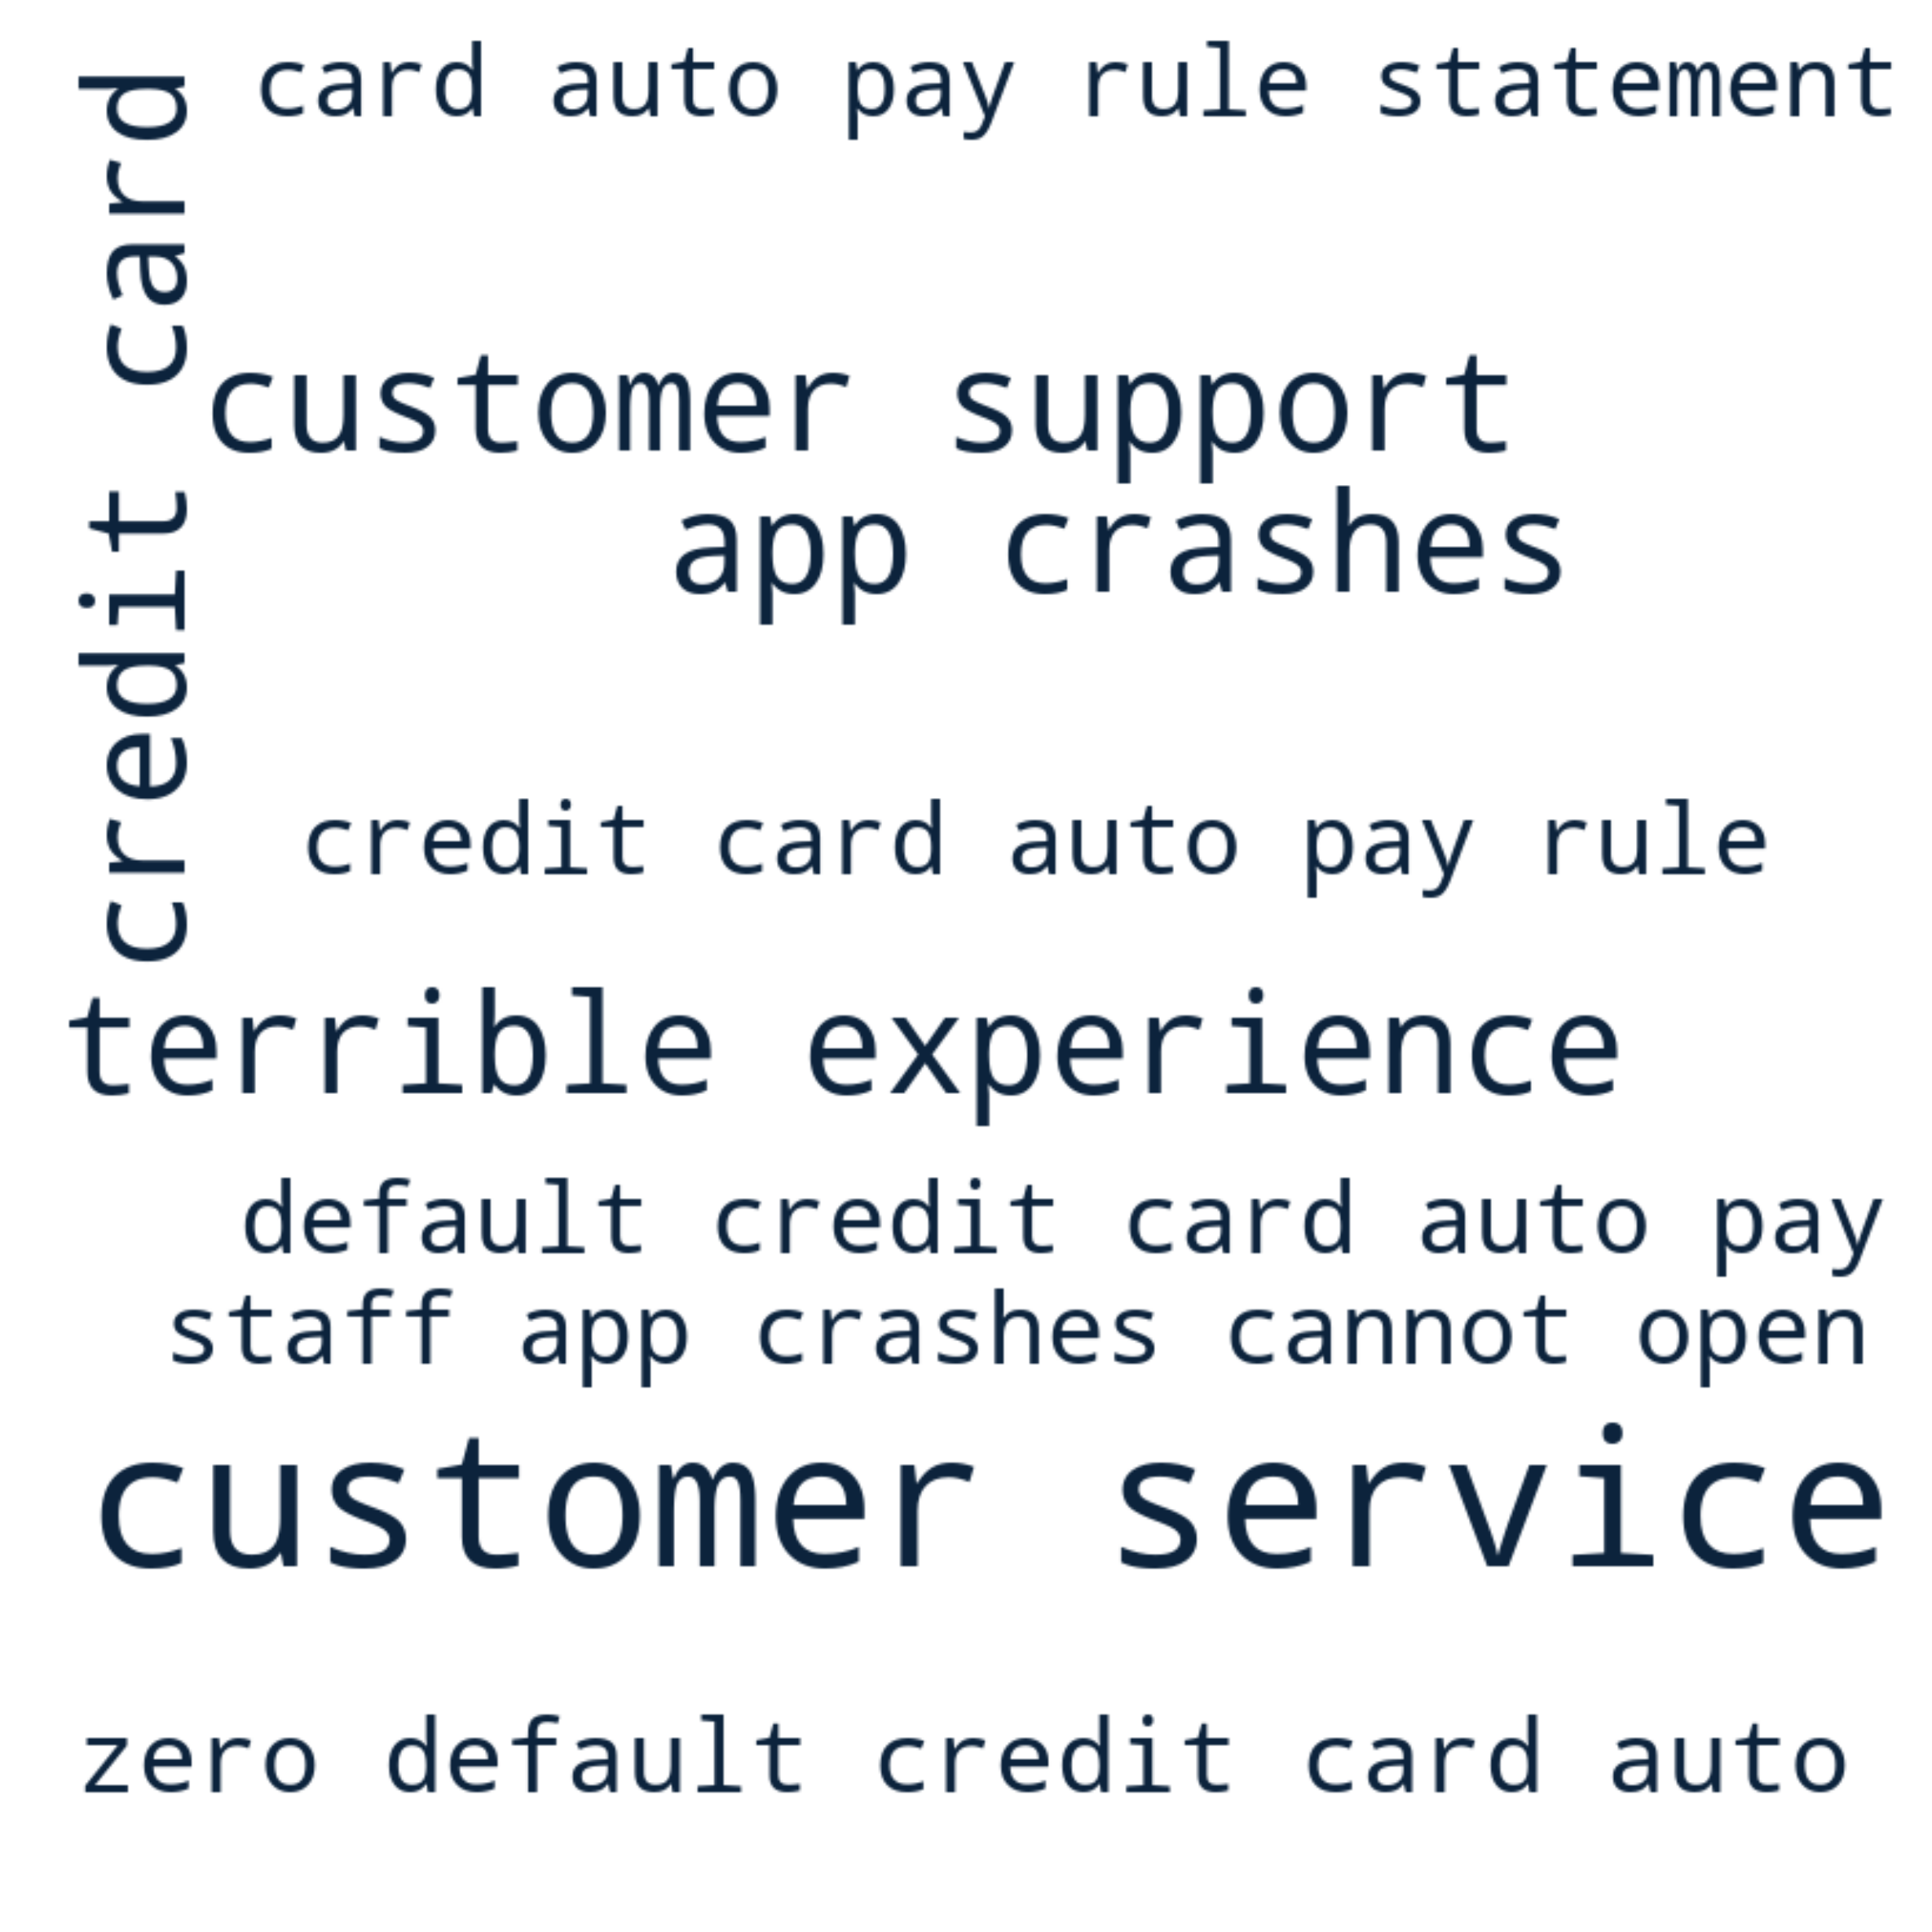 card auto pay rule statement
credit card
customer support
app crashes
credit card auto pay rule
terrible experience
default credit card auto pay
staff app crashes cannot open
customer service
zero default credit card auto